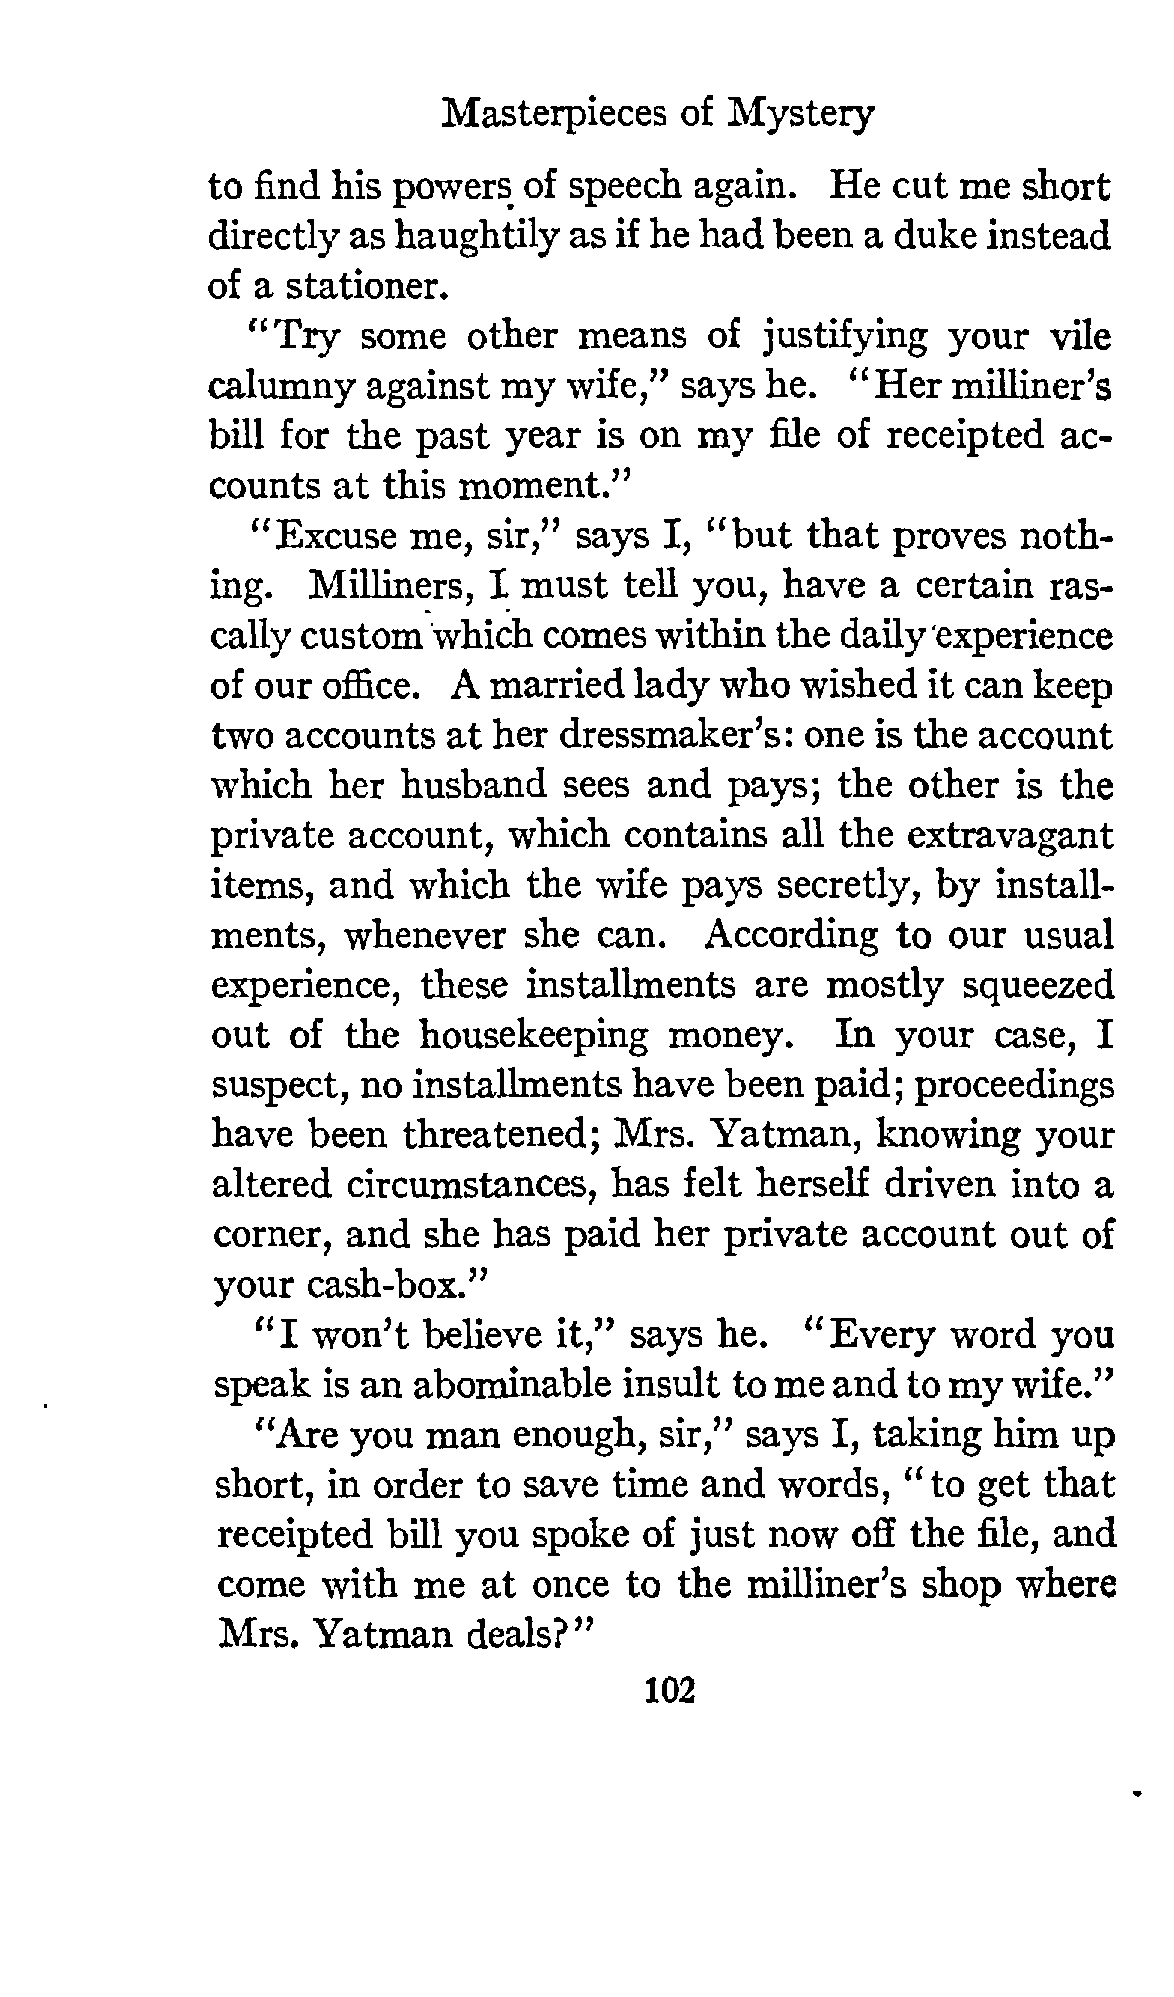 Masterpieces of Mystery
to find his powers of speech again. He cut me short
directly as haughtily as if he had been a duke instead
of a stationer.
"Try some other means of justifying your vile
calumny against my wife," says he. "Her milliner's
bill for the past year is on my file of receipted ac-
counts at this moment."
"Excuse me, sir," says I, "but that proves noth-
ing. Milliners, I must tell you, have a certain ras-
cally custom which comes within the daily experience
of our office. A married lady who wished it can keep
two accounts at her dressmaker's: one is the account
which her husband sees and pays; the other is the
private account, which contains all the extravagant
items, and which the wife pays secretly, by install-
ments, whenever she can. According to our usual
experience, these installments are mostly squeezed
out of the housekeeping money. In your case, I
suspect, no installments have been paid; proceedings
have been threatened; Mrs. Yatman, knowing your
altered circumstances, has felt herself driven into a
corner, and she has paid her private account out of
your cash-box."
"I won't believe it," says he. "Every word you
speak is an abominable insult to me and to my wife."
"Are you man enough, sir," says I, taking him up
short, in order to save time and words, "to get that
receipted bill you spoke of just now off the file, and
come with me at once to the milliner's shop where
Mrs. Yatman deals?"
102